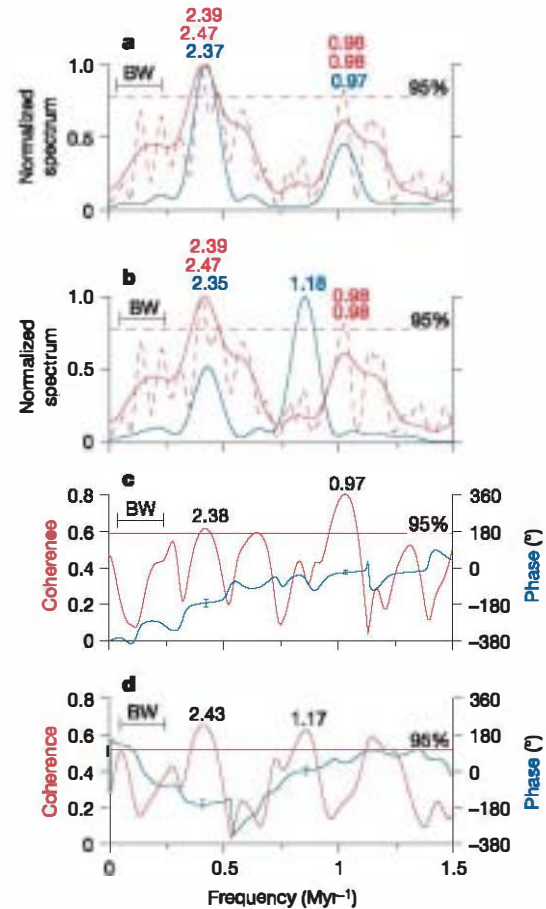 a
2.39
2.47
2.37
0.98
0.98
0.97
BW
95%
1.0
0.5
0
Normalized
spectrum
b
2.39
2.47
2.35
1.18
0.98
0.98
BW
95%
1.0
0.5
0
Normalized
spectrum
c
BW
2.38
0.97
95%
0.8
0.6
0.4
0.2
0
Coherence
360
180
0
-180
-380
Phase (°)
d
BW
2.43
1.17
95%
0.8
0.6
0.4
0.2
0
Coherence
360
180
0
-180
-380
Phase (°)
0
0.5
1
1.5
Frequency (Myr–1)